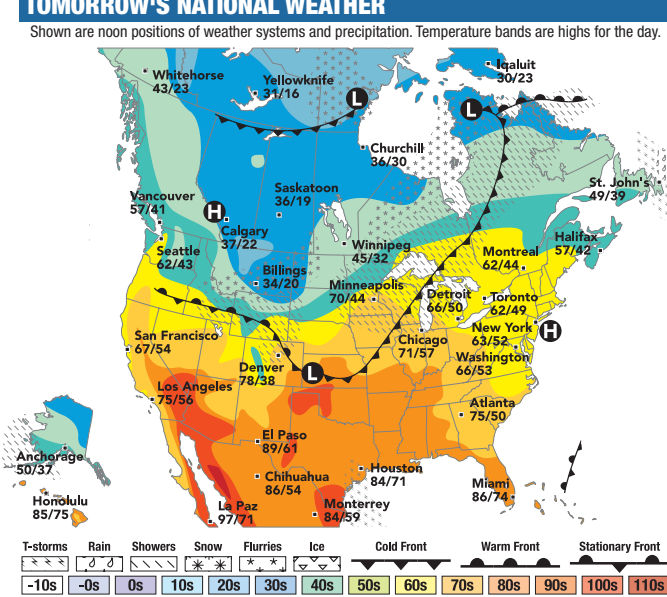 TOMORROW'S NATIONAL WEATHER
Shown are noon positions of weather systems and precipitation. Temperature bands are highs for the day.
Whitehorse
43/23
Yellowknife
31/16
Iqaluit
30/23
L
L
Churchill
36/30
St. John's
49/39
Vancouver
57/41
H
Saskatoon
36/19
Calgary
37/22
Seattle
62/43
Winnipeg
45/32
Halifax
57/42
Montreal
62/44
Billings
34/20
Minneapolis
70/44
Detroit
66/50
Toronto
62/49
San Francisco
67/54
Chicago
71/57
New York
63/52
H
Washington
66/53
Denver
78/38
L
Los Angeles
75/56
Atlanta
75/50
El Paso
89/61
Anchorage
50/37
Chihuahua
86/54
Houston
84/71
Miami
86/74
Honolulu
85/75
La Paz
97/71
Monterrey
84/59
T-storms Rain Showers Snow Flurries Ice Cold Front Warm Front Stationary Front
-10s -0s 0s 10s 20s 30s 40s 50s 60s 70s 80s 90s 100s 110s